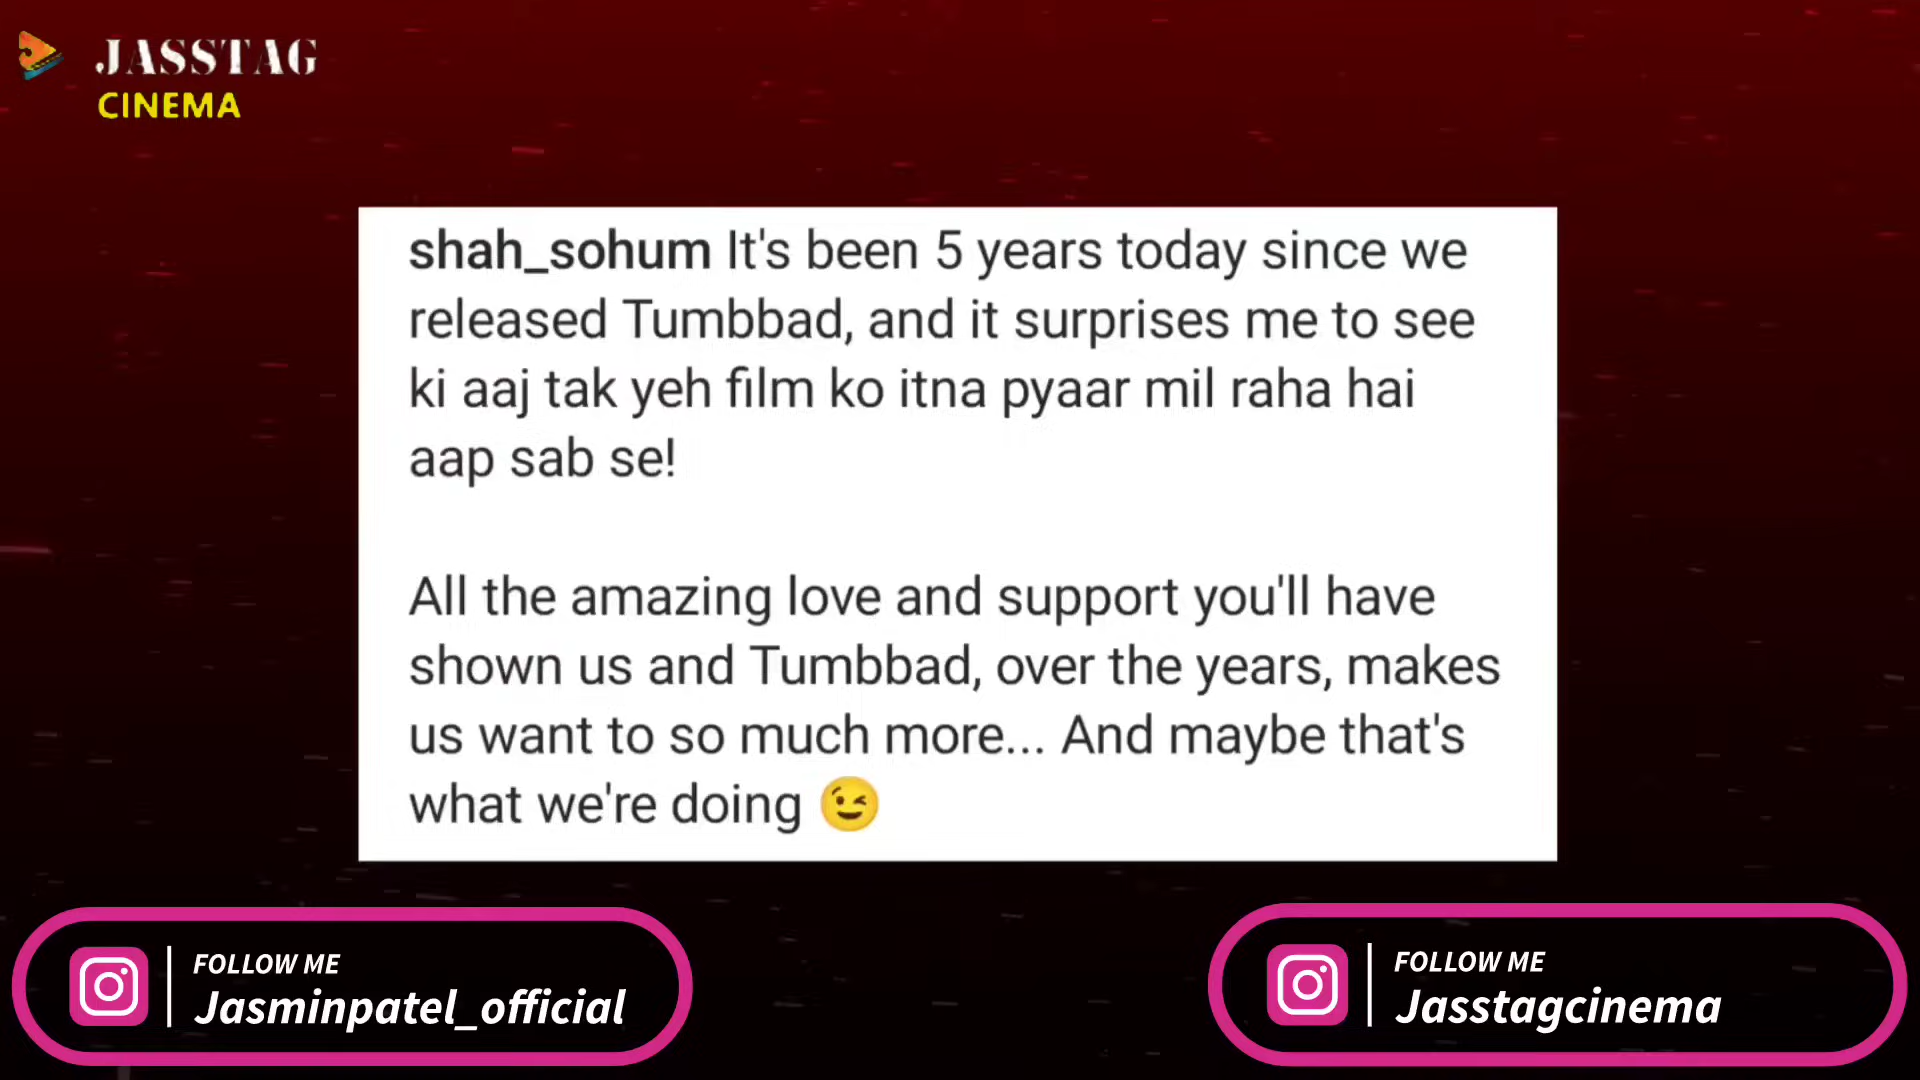 JASSTAG
CINEMA
shah_sohum It's been 5 years today since we
released Tumbbad, and it surprises me to see
ki aaj tak yeh film ko itna pyaar mil raha hai
aap sab se!
All the amazing love and support you'll have
shown us and Tumbbad, over the years, makes
us want to so much more... And maybe that's
what we're doing 😉
FOLLOW ME
Jasminpatel_official
FOLLOW ME
Jasstagcinema